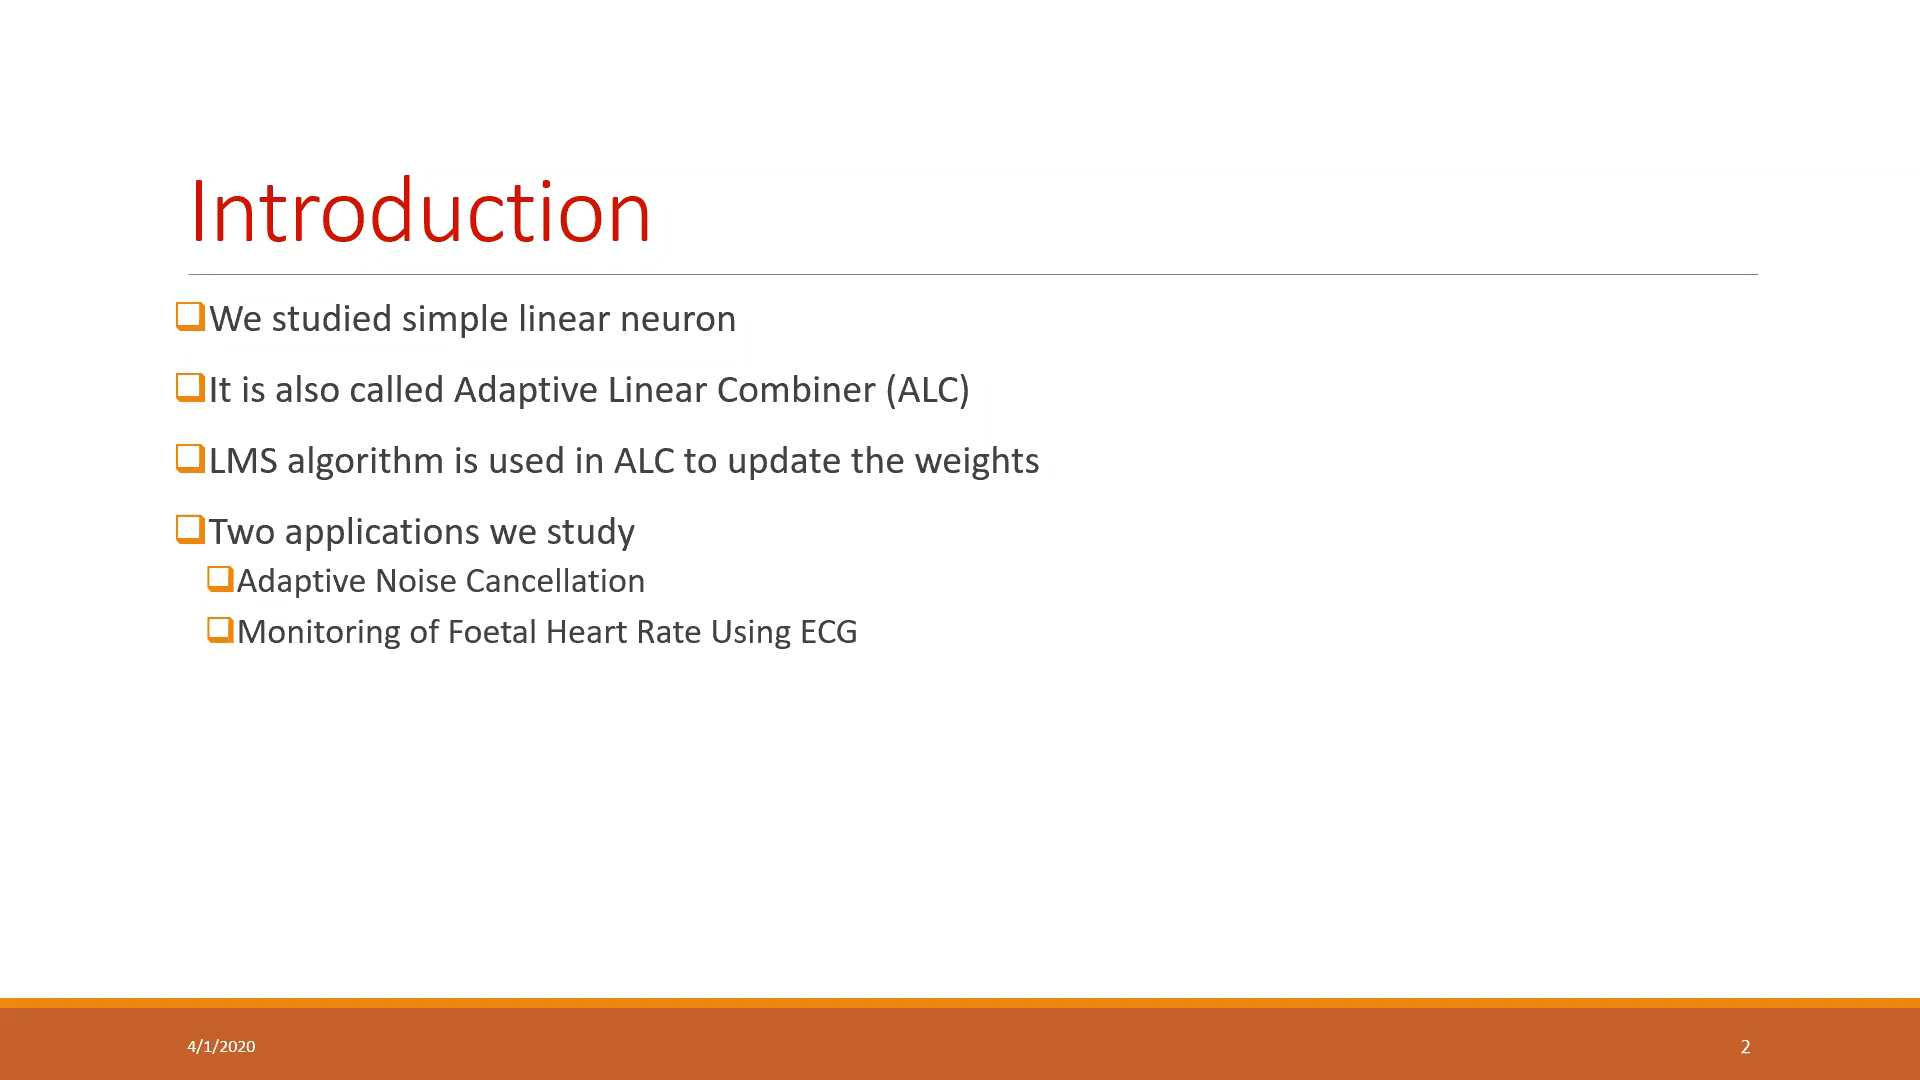 Introduction
We studied simple linear neuron
It is also called Adaptive Linear Combiner (ALC)
LMS algorithm is used in ALC to update the weights
Two applications we study
Adaptive Noise Cancellation
Monitoring of Foetal Heart Rate Using ECG
4/1/2020
2